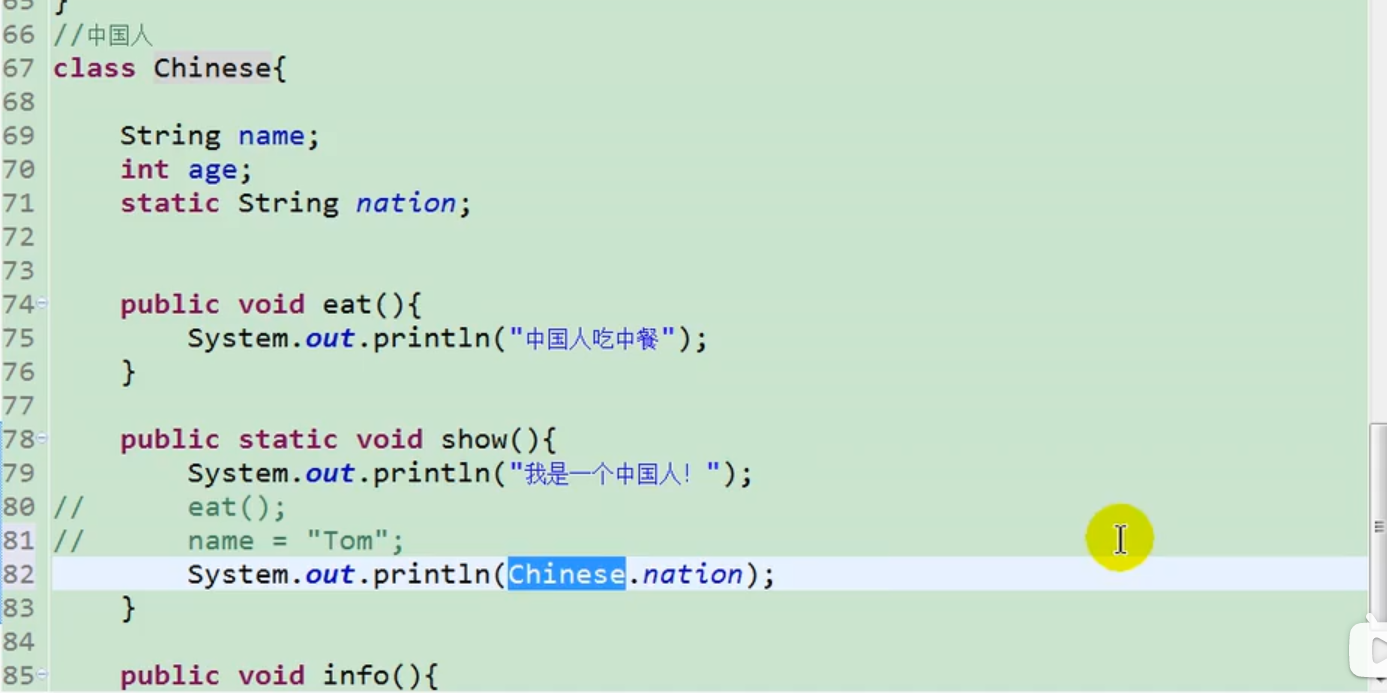 65 }
66 //中国人
67 class Chinese{
68
69 String name;
70 int age;
71 static String nation;
72
73
74 public void eat(){
75 System.out.println("中国人吃中餐");
76 }
77
78 public static void show(){
79 System.out.println("我是一个中国人！");
80 // eat();
81 // name = "Tom";
82 System.out.println(Chinese.nation);
83 }
84
85 public void info(){